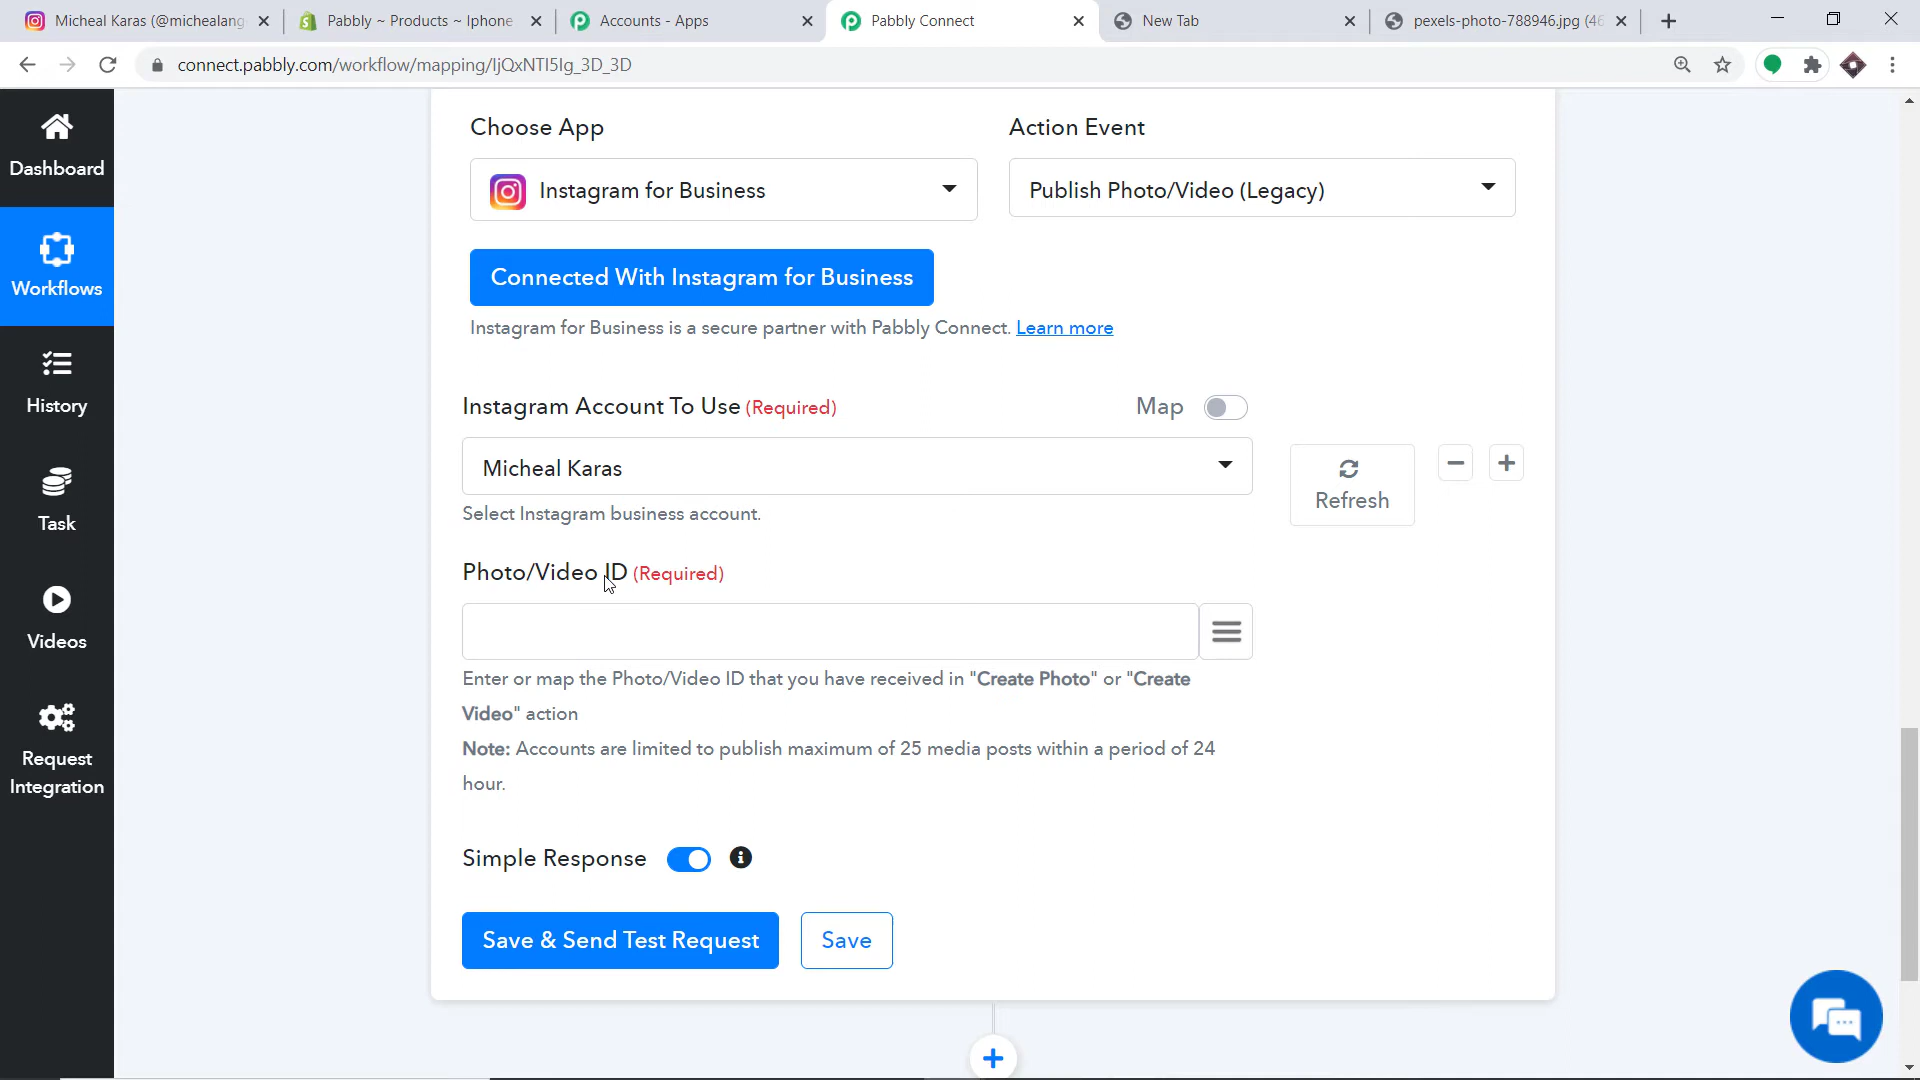 Micheal Karas (@michealang
Pabbly ~ Products ~ Iphone
Accounts - Apps
Pabbly Connect
New Tab
pexels-photo-788946.jpg (46
connect.pabbly.com/workflow/mapping/IjQxNTI5Ig_3D_3D
Dashboard
Workflows
History
Task
Videos
Request
Integration
Choose App
Action Event
Instagram for Business
Publish Photo/Video (Legacy)
Connected With Instagram for Business
Instagram for Business is a secure partner with Pabbly Connect. Learn more
Instagram Account To Use (Required)
Map
Micheal Karas
Refresh
Select Instagram business account.
Photo/Video ID (Required)
Enter or map the Photo/Video ID that you have received in "Create Photo" or "Create
Video" action
Note: Accounts are limited to publish maximum of 25 media posts within a period of 24
hour.
Simple Response
Save & Send Test Request
Save